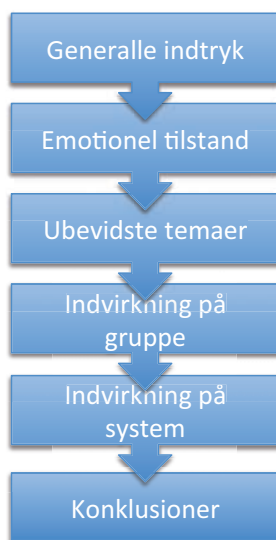 Generalle indtryk
Emotionel tilstand
Ubevidste temaer
Indvirkning på
gruppe
Indvirkning på
system
Konklusioner